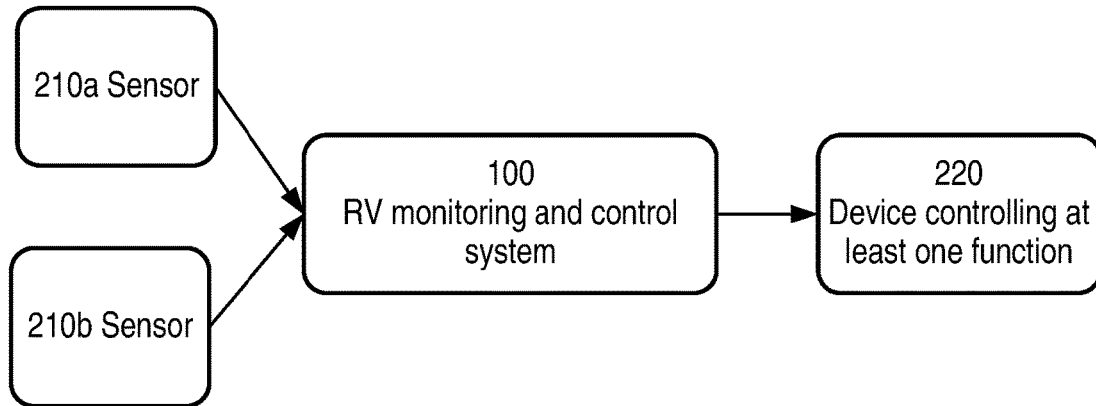 210a Sensor
210b Sensor
100
RV monitoring and control
system
220
Device controlling at
least one function